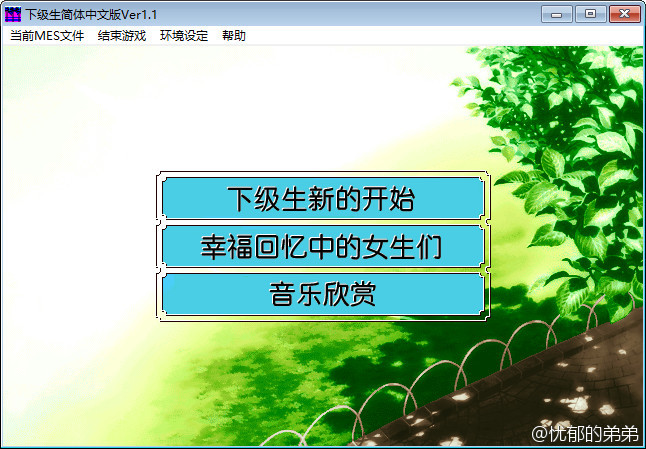 下级生简体中文版Ver1.1
当前MES文件 结束游戏 环境设定 帮助
下级生新的开始
幸福回忆中的女生们
音乐欣赏
@忧郁的弟弟